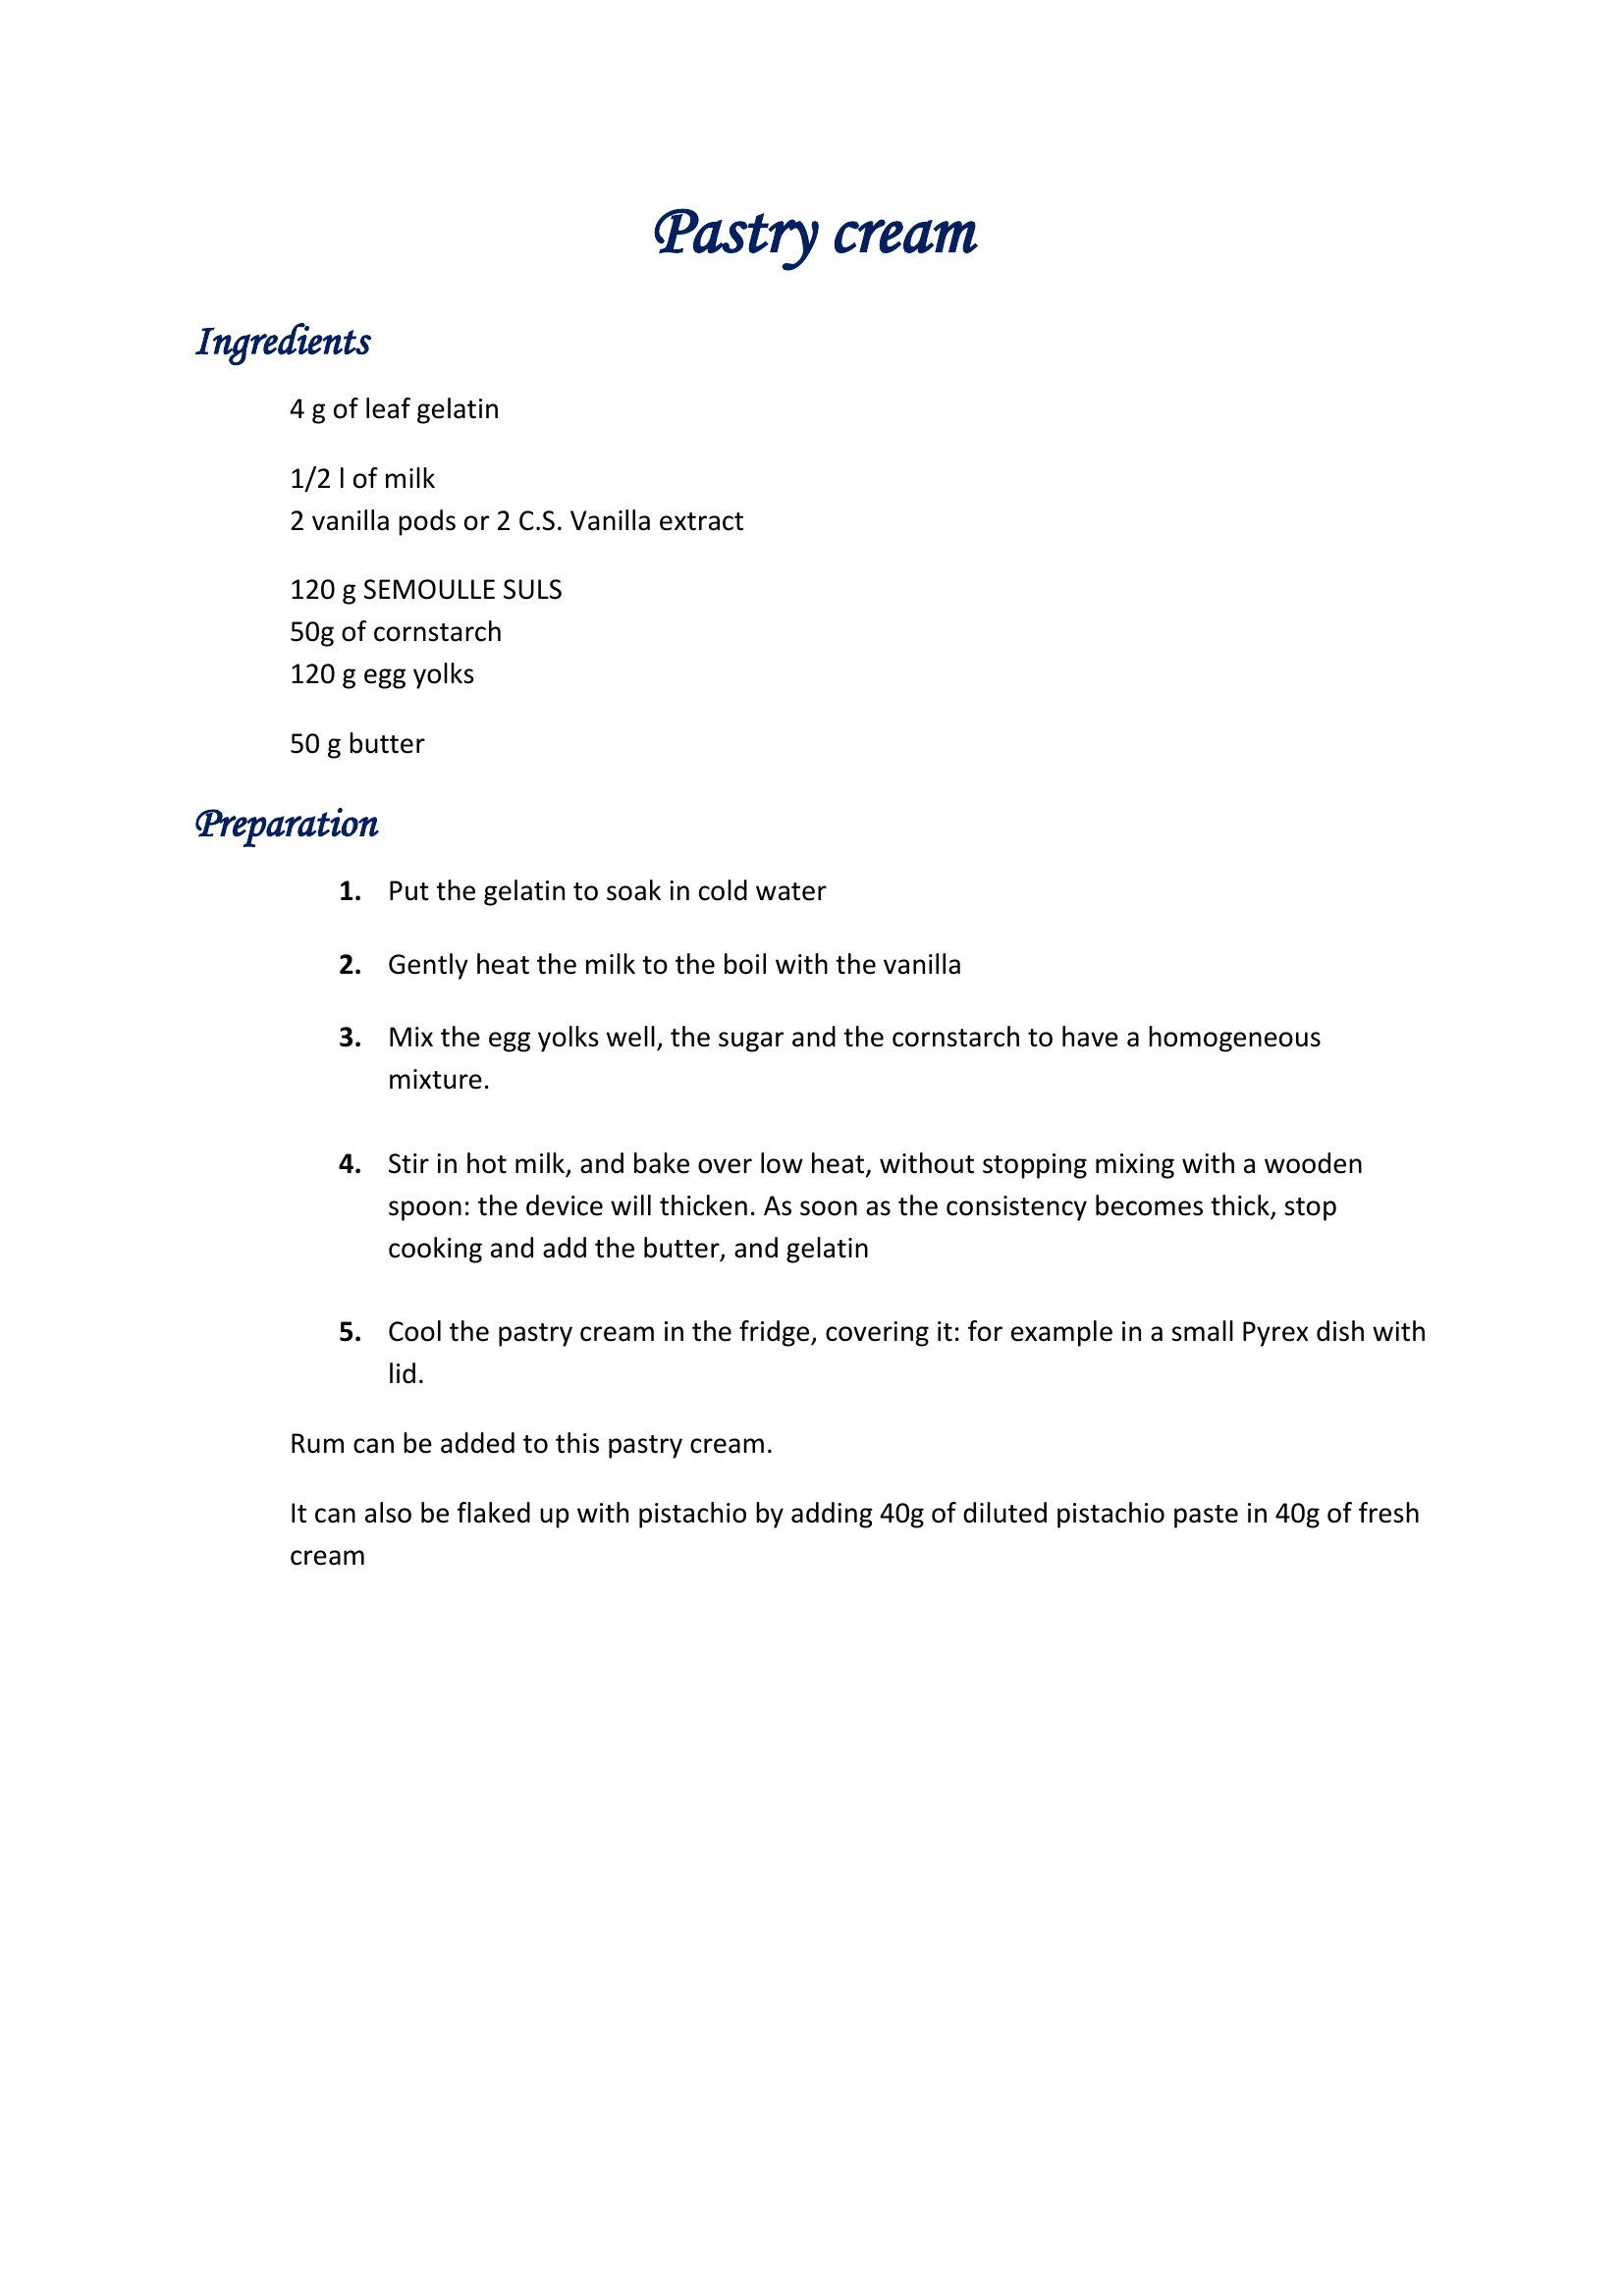 Pastry cream
Ingredients
4 g of leaf gelatin
1/2 l of milk
2 vanilla pods or 2 C.S. Vanilla extract
120 g SEMOULLE SULS
50g of cornstarch
120 g egg yolks
50 g butter
Preparation
1. Put the gelatin to soak in cold water
2. Gently heat the milk to the boil with the vanilla
3. Mix the egg yolks well, the sugar and the cornstarch to have a homogeneous
mixture.
4. Stir in hot milk, and bake over low heat, without stopping mixing with a wooden
spoon: the device will thicken. As soon as the consistency becomes thick, stop
cooking and add the butter, and gelatin
5. Cool the pastry cream in the fridge, covering it: for example in a small Pyrex dish with
lid.
Rum can be added to this pastry cream.
It can also be flaked up with pistachio by adding 40g of diluted pistachio paste in 40g of fresh
cream